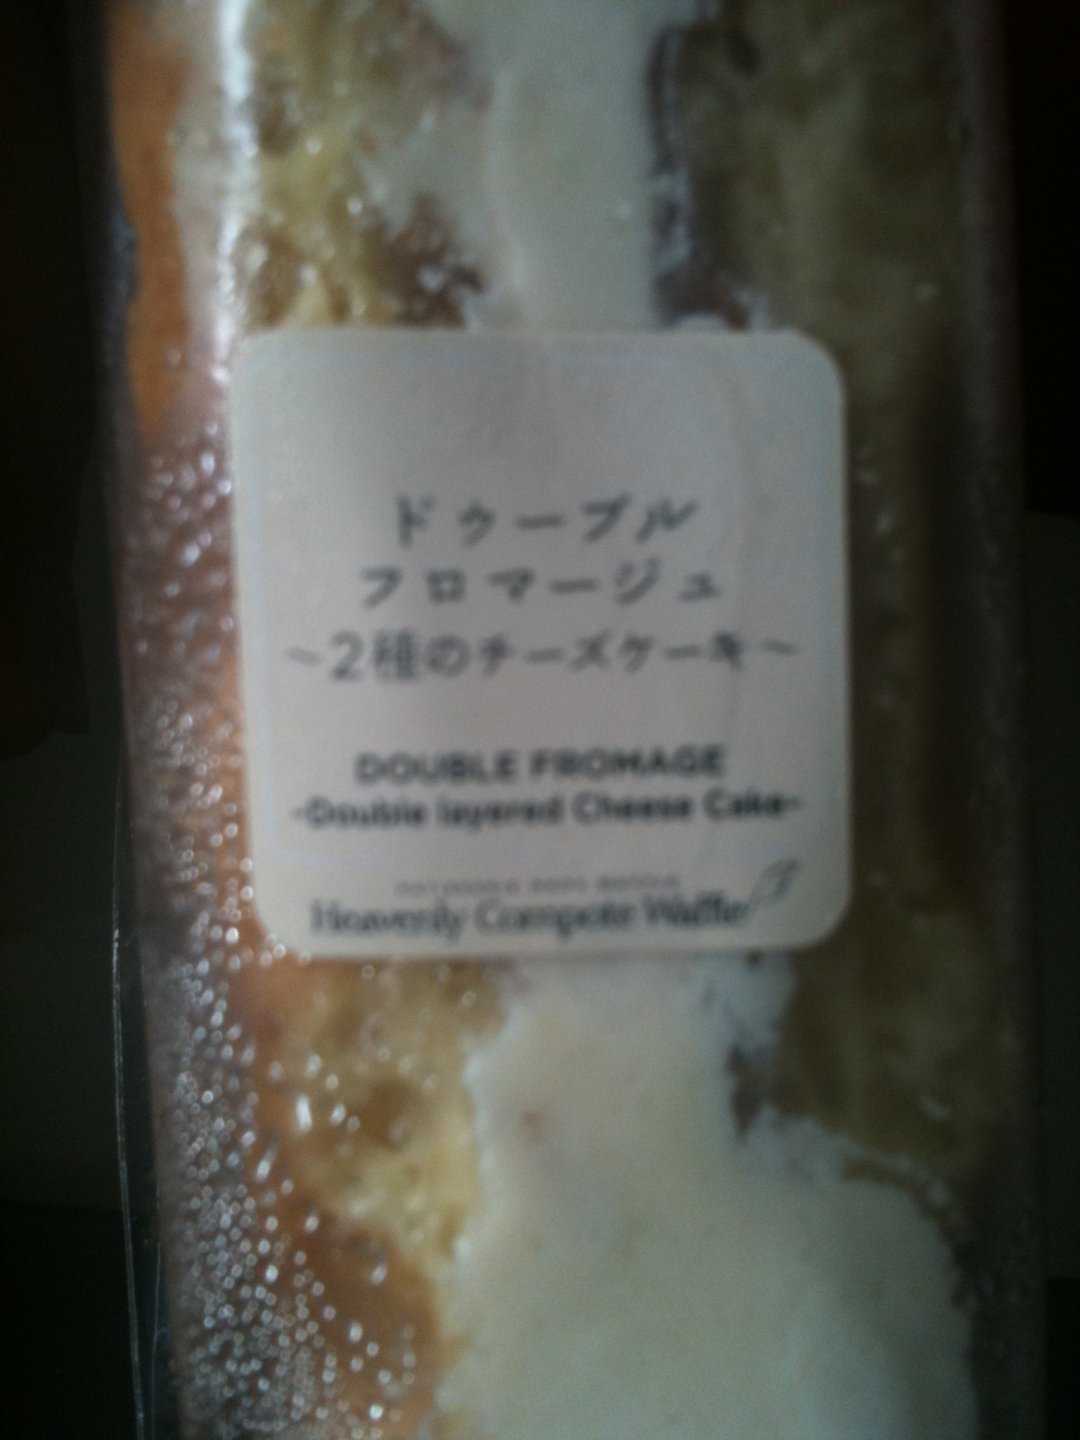 ドゥーブル
フロマージュ
～2種のチーズケーキ～
DOUBLE FROMAGE
-Double layered Cheese Cake-
Heavenly Compote Waffle